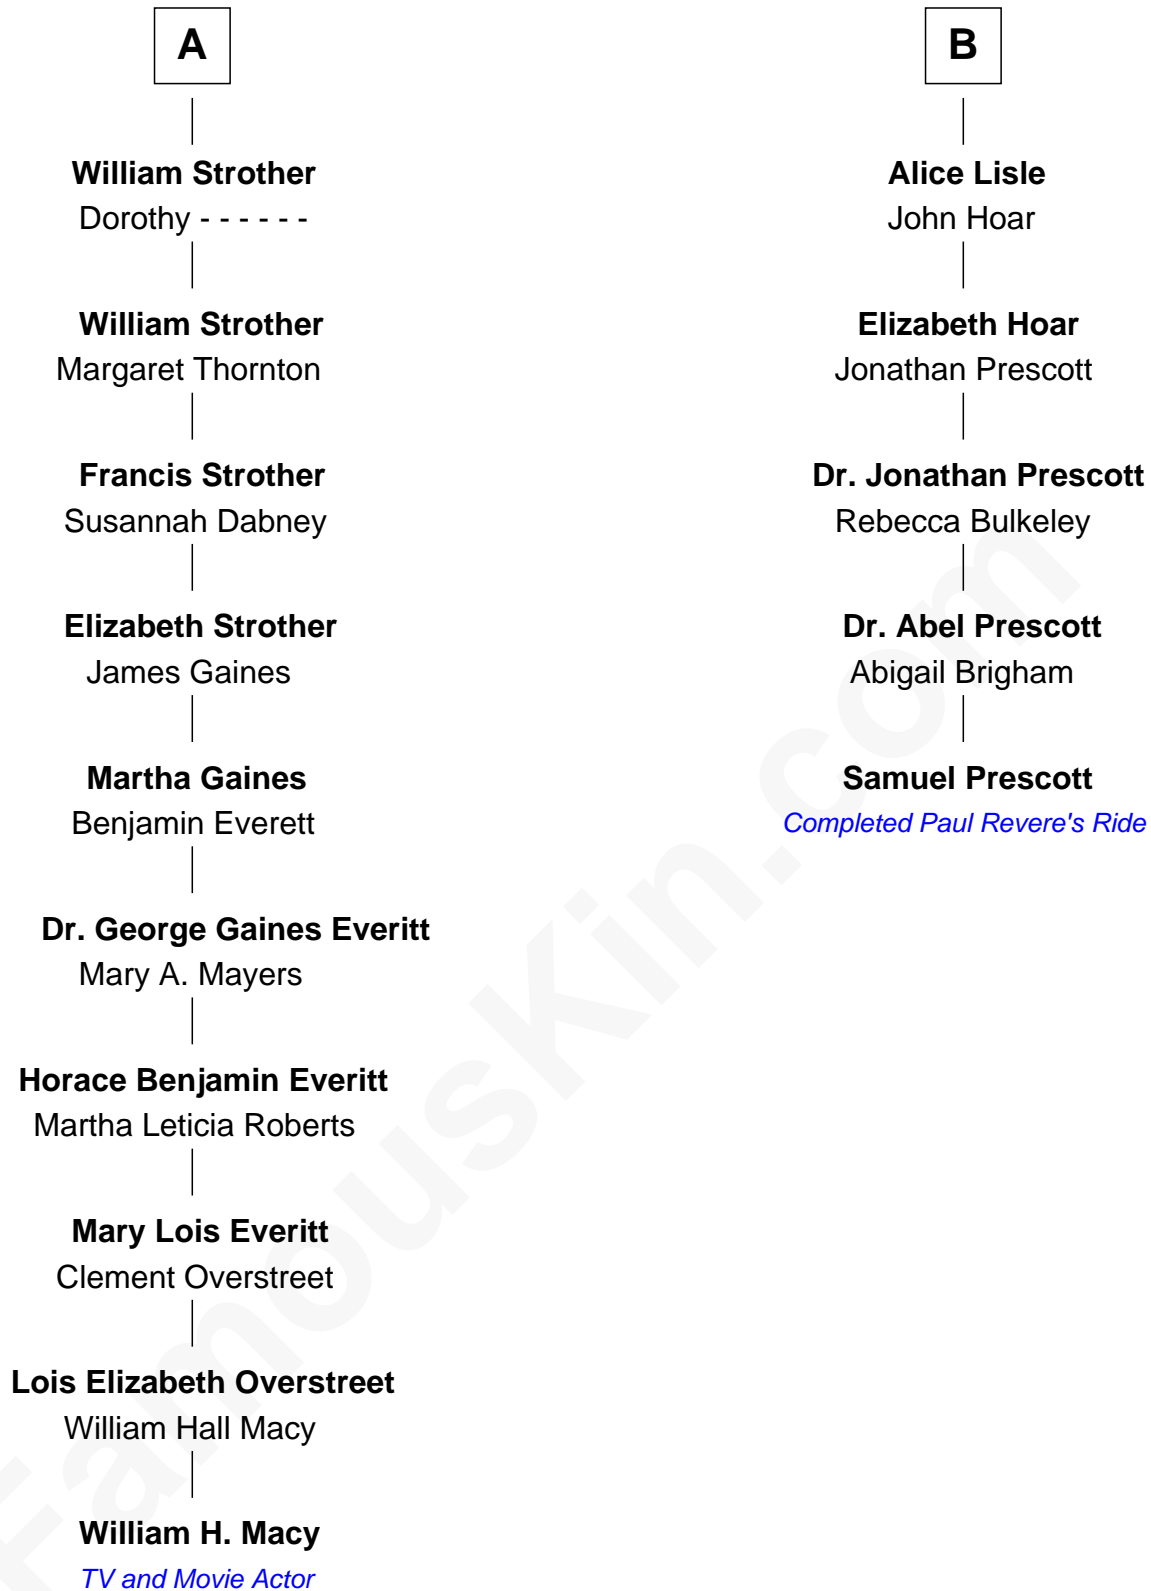 A
William Strother
Dorothy - - - - - -
William Strother
Margaret Thornton
Francis Strother
Susannah Dabney
Elizabeth Strother
James Gaines
Martha Gaines
Benjamin Everett
Dr. George Gaines Everitt
Mary A. Mayers
Horace Benjamin Everitt
Martha Leticia Roberts
Mary Lois Everitt
Clement Overstreet
Lois Elizabeth Overstreet
William Hall Macy
William H. Macy
TV and Movie Actor
B
Alice Lisle
John Hoar
Elizabeth Hoar
Jonathan Prescott
Dr. Jonathan Prescott
Rebecca Bulkeley
Dr. Abel Prescott
Abigail Brigham
Samuel Prescott
Completed Paul Revere's Ride
FamousKin.com